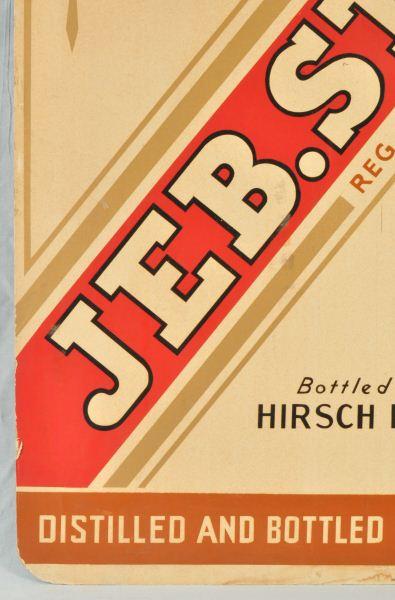 JEB.S
REG
Bottled
HIRSCH
DISTILLED AND BOTTLED